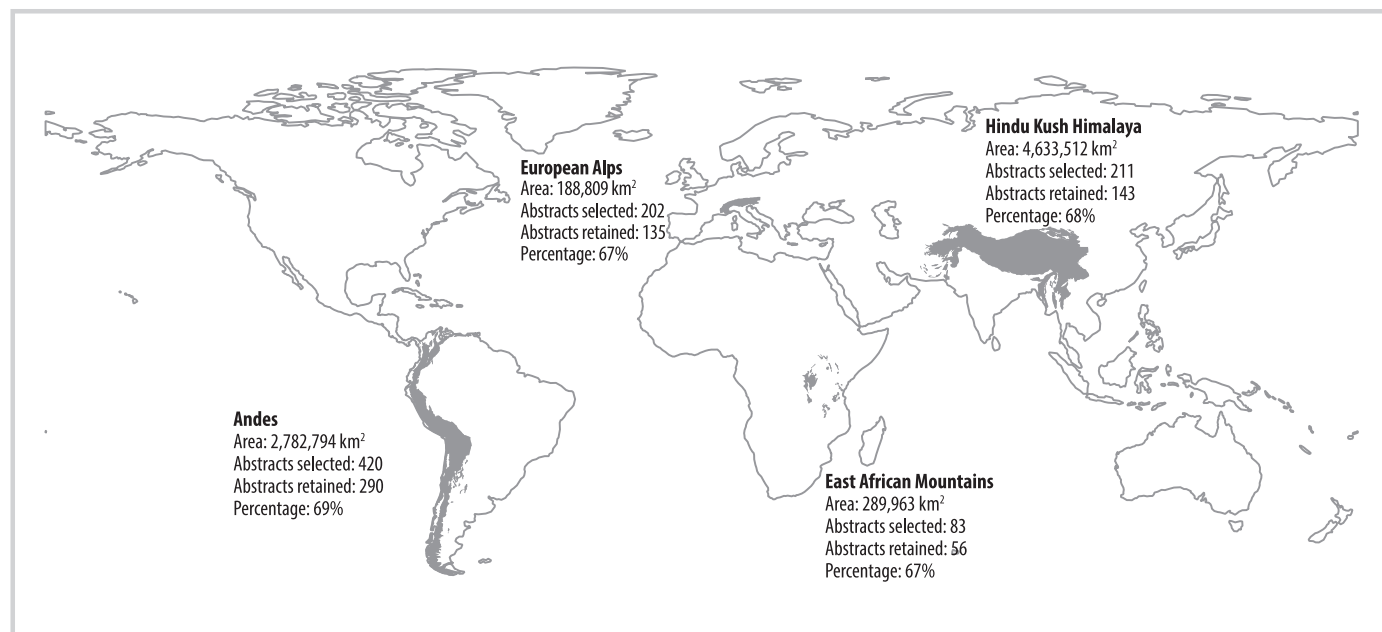 European Alps
Area: 188,809 km²
Abstracts selected: 202
Abstracts retained: 135
Percentage: 67%
Hindu Kush Himalaya
Area: 4,633,512 km²
Abstracts selected: 211
Abstracts retained: 143
Percentage: 68%
Andes
Area: 2,782,794 km²
Abstracts selected: 420
Abstracts retained: 290
Percentage: 69%
East African Mountains
Area: 289,963 km²
Abstracts selected: 83
Abstracts retained: 56
Percentage: 67%